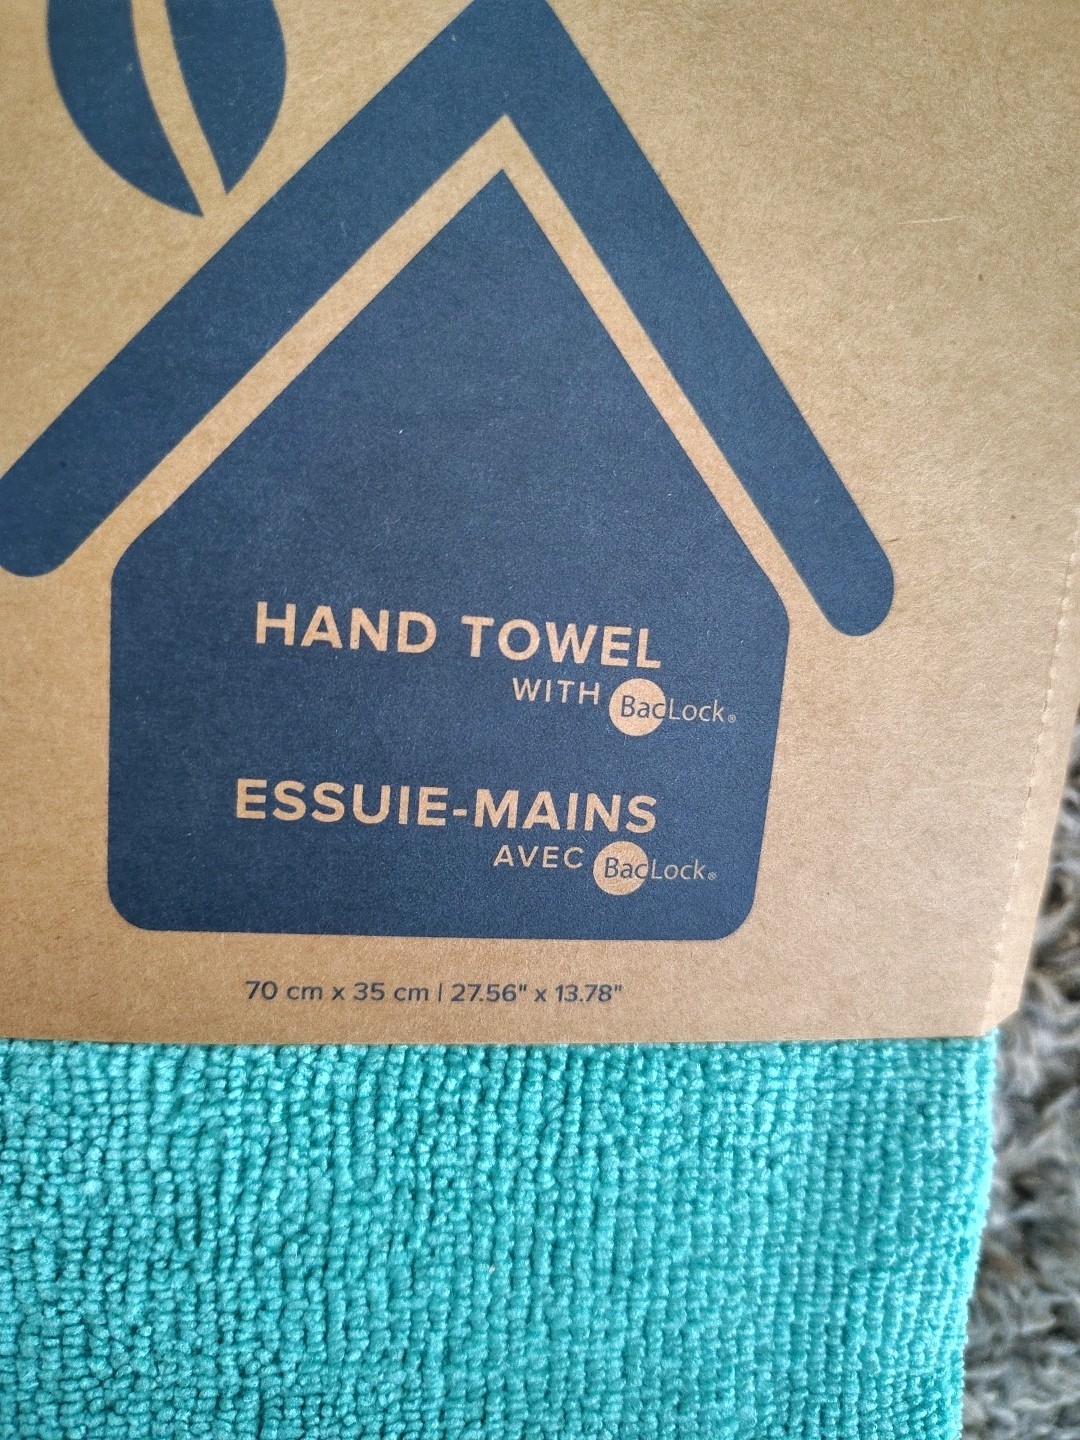 HAND TOWEL
WITH BacLock®
ESSUIE-MAINS
AVEC BacLock®
70 cm x 35 cm | 27.56" x 13.78"